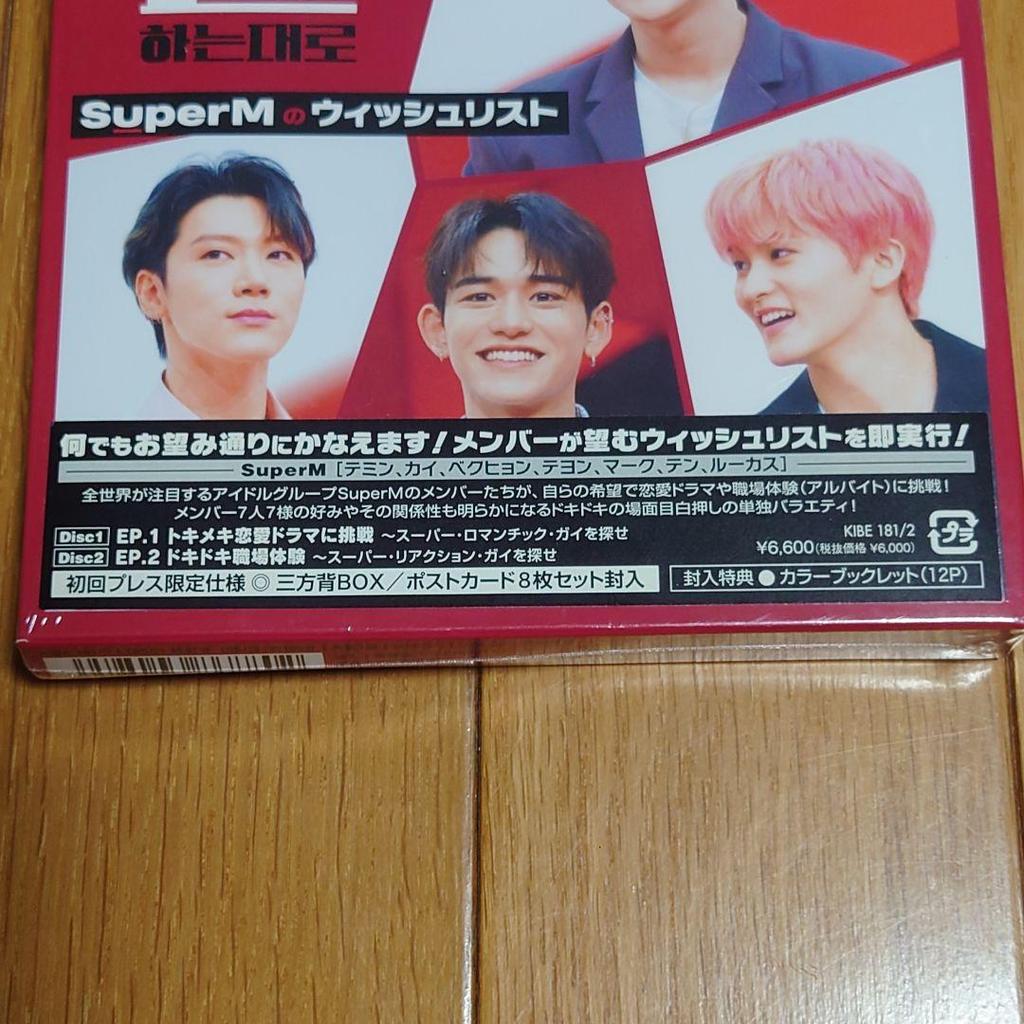 하는대로
SuperM の ウィッシュリスト
何でもお望み通りにかなえます!メンバーが望むウィッシュリストを即実行!
SuperM [テミン、カイ、ベクヒョン、テヨン、マーク、テン、ルーカス]
全世界が注目するアイドルグループSuperMのメンバーたちが、自らの希望で恋愛ドラマや職場体験(アルバイト)に挑戦!
メンバー7人7様の好みやその関係性も明らかになるドキドキの場面目白押しの単独バラエティ!
Disc1 EP.1 トキメキ恋愛ドラマに挑戦 ~スーパー・ロマンチック・ガイを探せ
Disc2 EP.2 ドキドキ職場体験 ~スーパー・リアクション・ガイを探せ
KIBE 181/2
¥6,600(税抜価格 ¥6,000)
プラ
初回プレス限定仕様 ◎ 三方背BOX/ポストカード8枚セット封入
封入特典 ● カラーブックレット(12P)